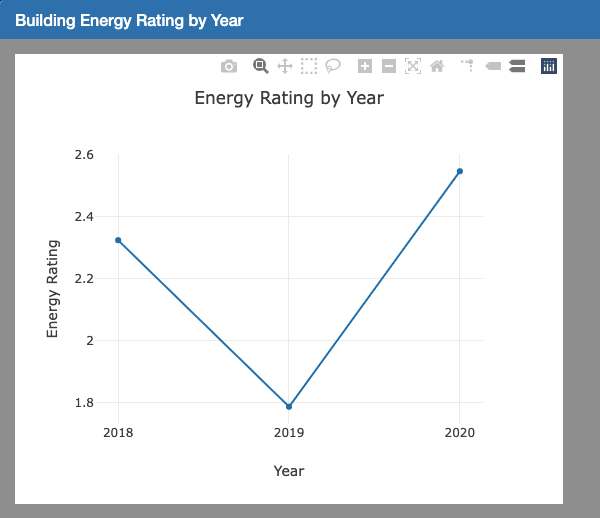 Building Energy Rating by Year
Energy Rating by Year
2.6
2.4
2.2
2
1.8
Energy Rating
2018 2019 2020
Year